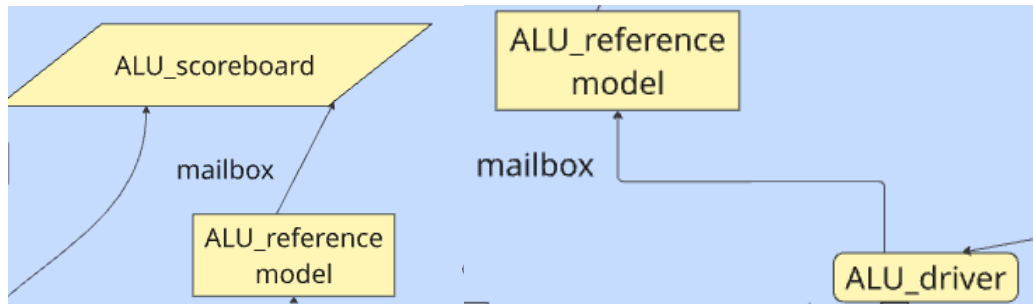 ALU_scoreboard
mailbox
ALU_reference
model
ALU_reference
model
mailbox
ALU_driver